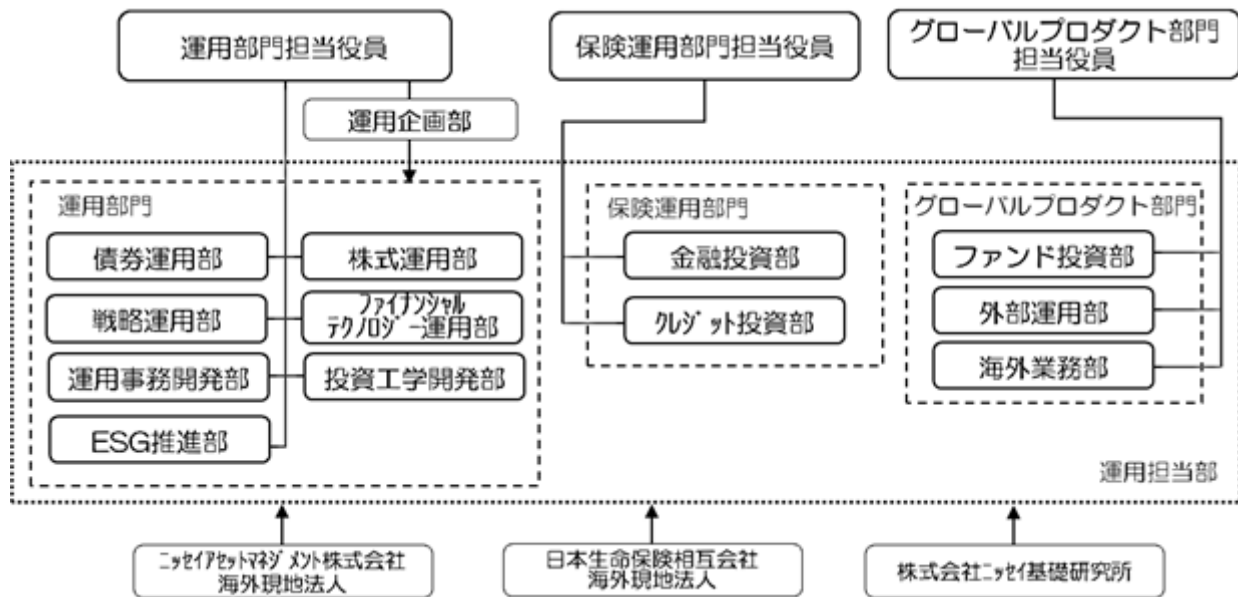 運用部門担当役員
保険運用部門担当役員
グローバルプロダクト部門
担当役員
運用企画部
運用部門
債券運用部
株式運用部
戦略運用部
ﾌｧｲﾅﾝｼｬﾙ
ﾃｸﾉﾛｼﾞｰ運用部
運用事務開発部
投資工学開発部
ESG推進部
保険運用部門
金融投資部
ｸﾚｼﾞｯﾄ投資部
グローバルプロダクト部門
ファンド投資部
外部運用部
海外業務部
運用担当部
ﾆｯｾｲｱｾｯﾄﾏﾈｼﾞﾒﾝﾄ株式会社
海外現地法人
日本生命保険相互会社
海外現地法人
株式会社ﾆｯｾｲ基礎研究所